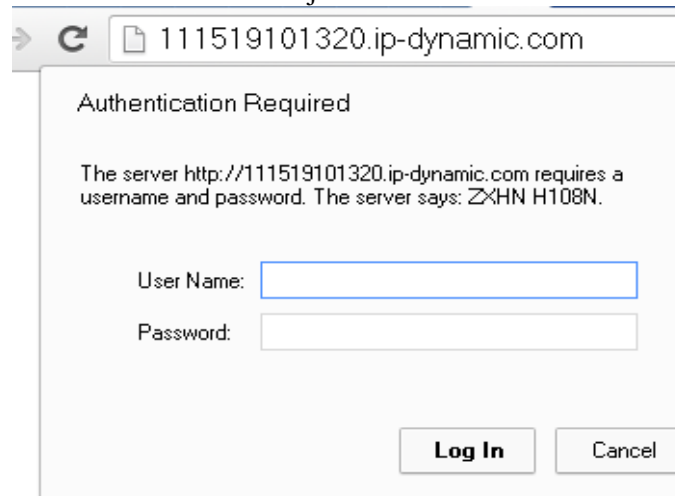 111519101320.ip-dynamic.com
Authentication Required
The server http://111519101320.ip-dynamic.com requires a
username and password. The server says: ZXHN H108N.
User Name:
Password:
Log In
Cancel